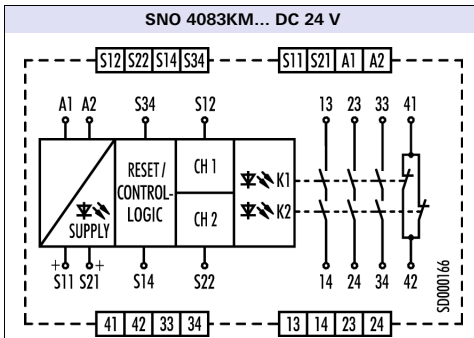 SNO 4083KM... DC 24 V
S12 S22 S14 S34 S11 S21 A1 A2
A1 A2 S34 S12 13 23 33 41
RESET / CONTROL- LOGIC
CH 1
K1
SUPPLY
CH 2
K2
+ S11 S21 + S14 S22 14 24 34 42
SD000166
41 42 33 34 13 14 23 24